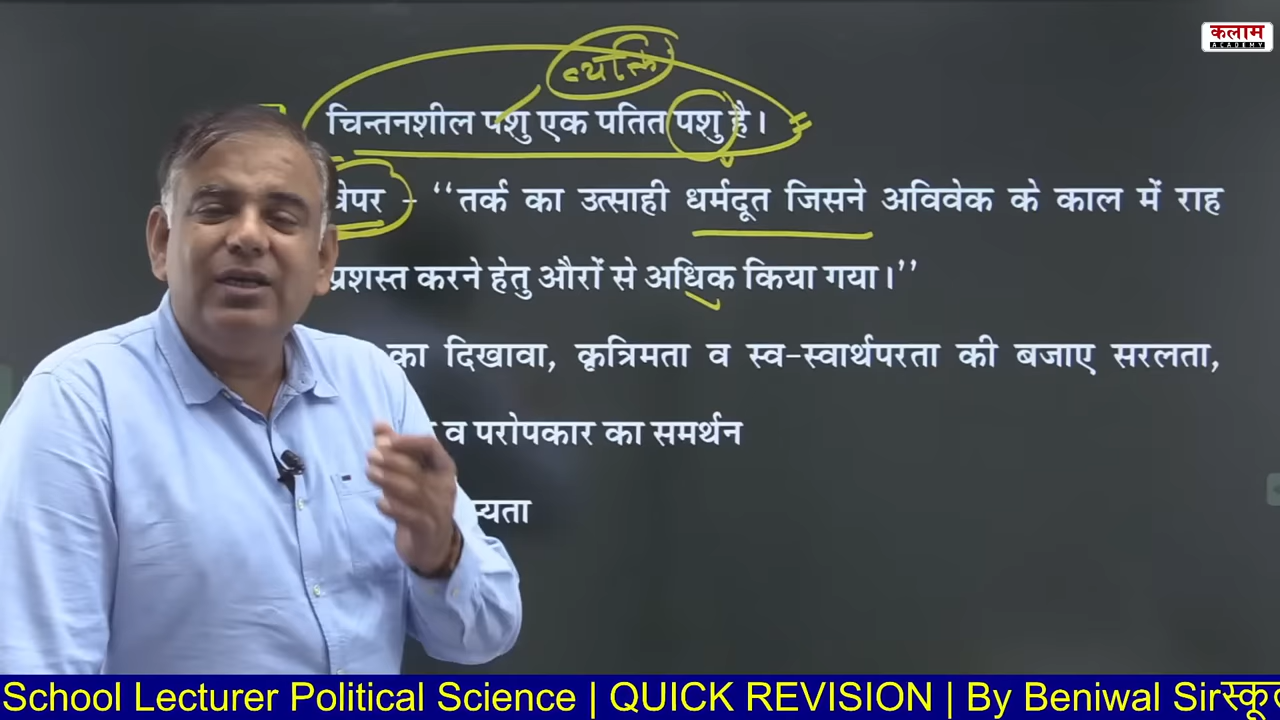 कलाम
ACADEMY
व्यक्ति
चिन्तनशील पशु एक पतित पशु है।
वेपर - ‘‘तर्क का उत्साही धर्मदूत जिसने अविवेक के काल में राह
प्रशस्त करने हेतु औरों से अधिक किया गया।’’
का दिखावा, कृत्रिमता व स्व-स्वार्थपरता की बजाए सरलता,
व परोपकार का समर्थन
School Lecturer Political Science | QUICK REVISION | By Beniwal Sir